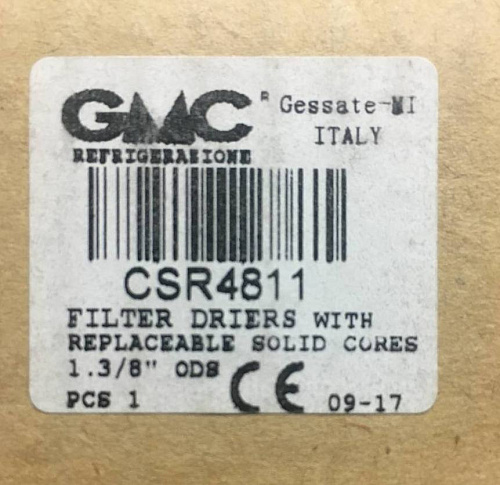 GMC® Gessate-MI
ITALY
REFRIGERAZIONE
CSR4811
FILTER DRIERS WITH
REPLACEABLE SOLID CORES
1.3/8" ODS
CE
PCS 1 09-17